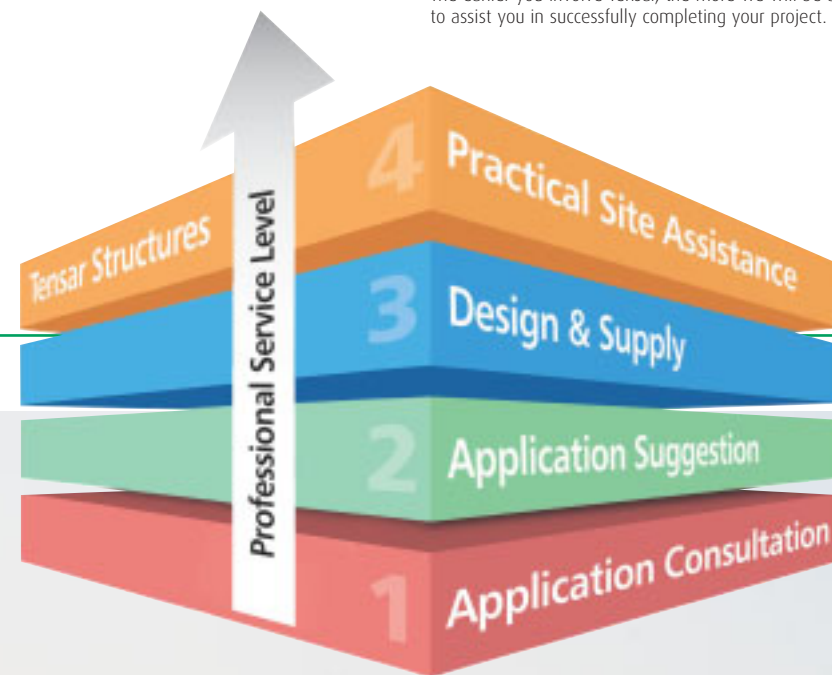 to assist you in successfully completing your project.
Tensar Structures
Professional Service Level
4 Practical Site Assistance
3 Design & Supply
2 Application Suggestion
1 Application Consultation